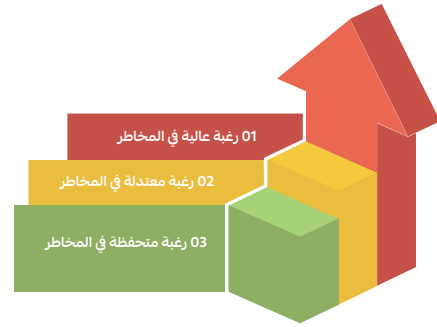 01 رغبة عالية في المخاطر
02 رغبة معتدلة في المخاطر
03 رغبة متحفظة في المخاطر